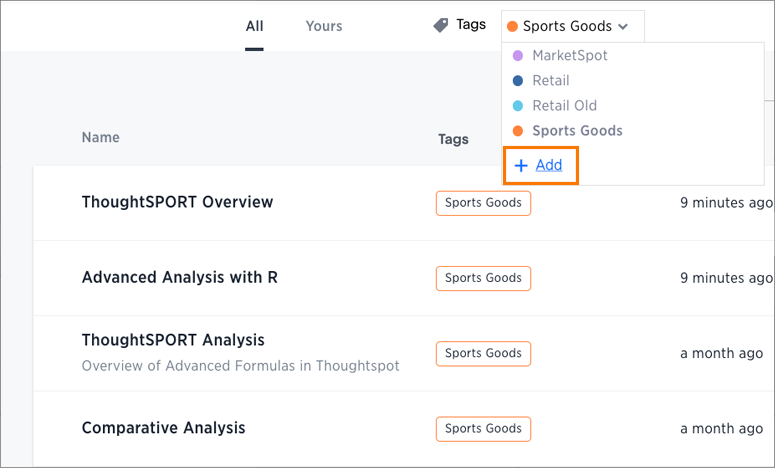 All Yours Tags Sports Goods
MarketSpot
Retail
Retail Old
Sports Goods
+ Add
Name Tags
ThoughtSPORT Overview Sports Goods 9 minutes ago
Advanced Analysis with R Sports Goods 9 minutes ago
ThoughtSPORT Analysis
Overview of Advanced Formulas in Thoughtspot
Sports Goods a month ago
Comparative Analysis Sports Goods a month ago